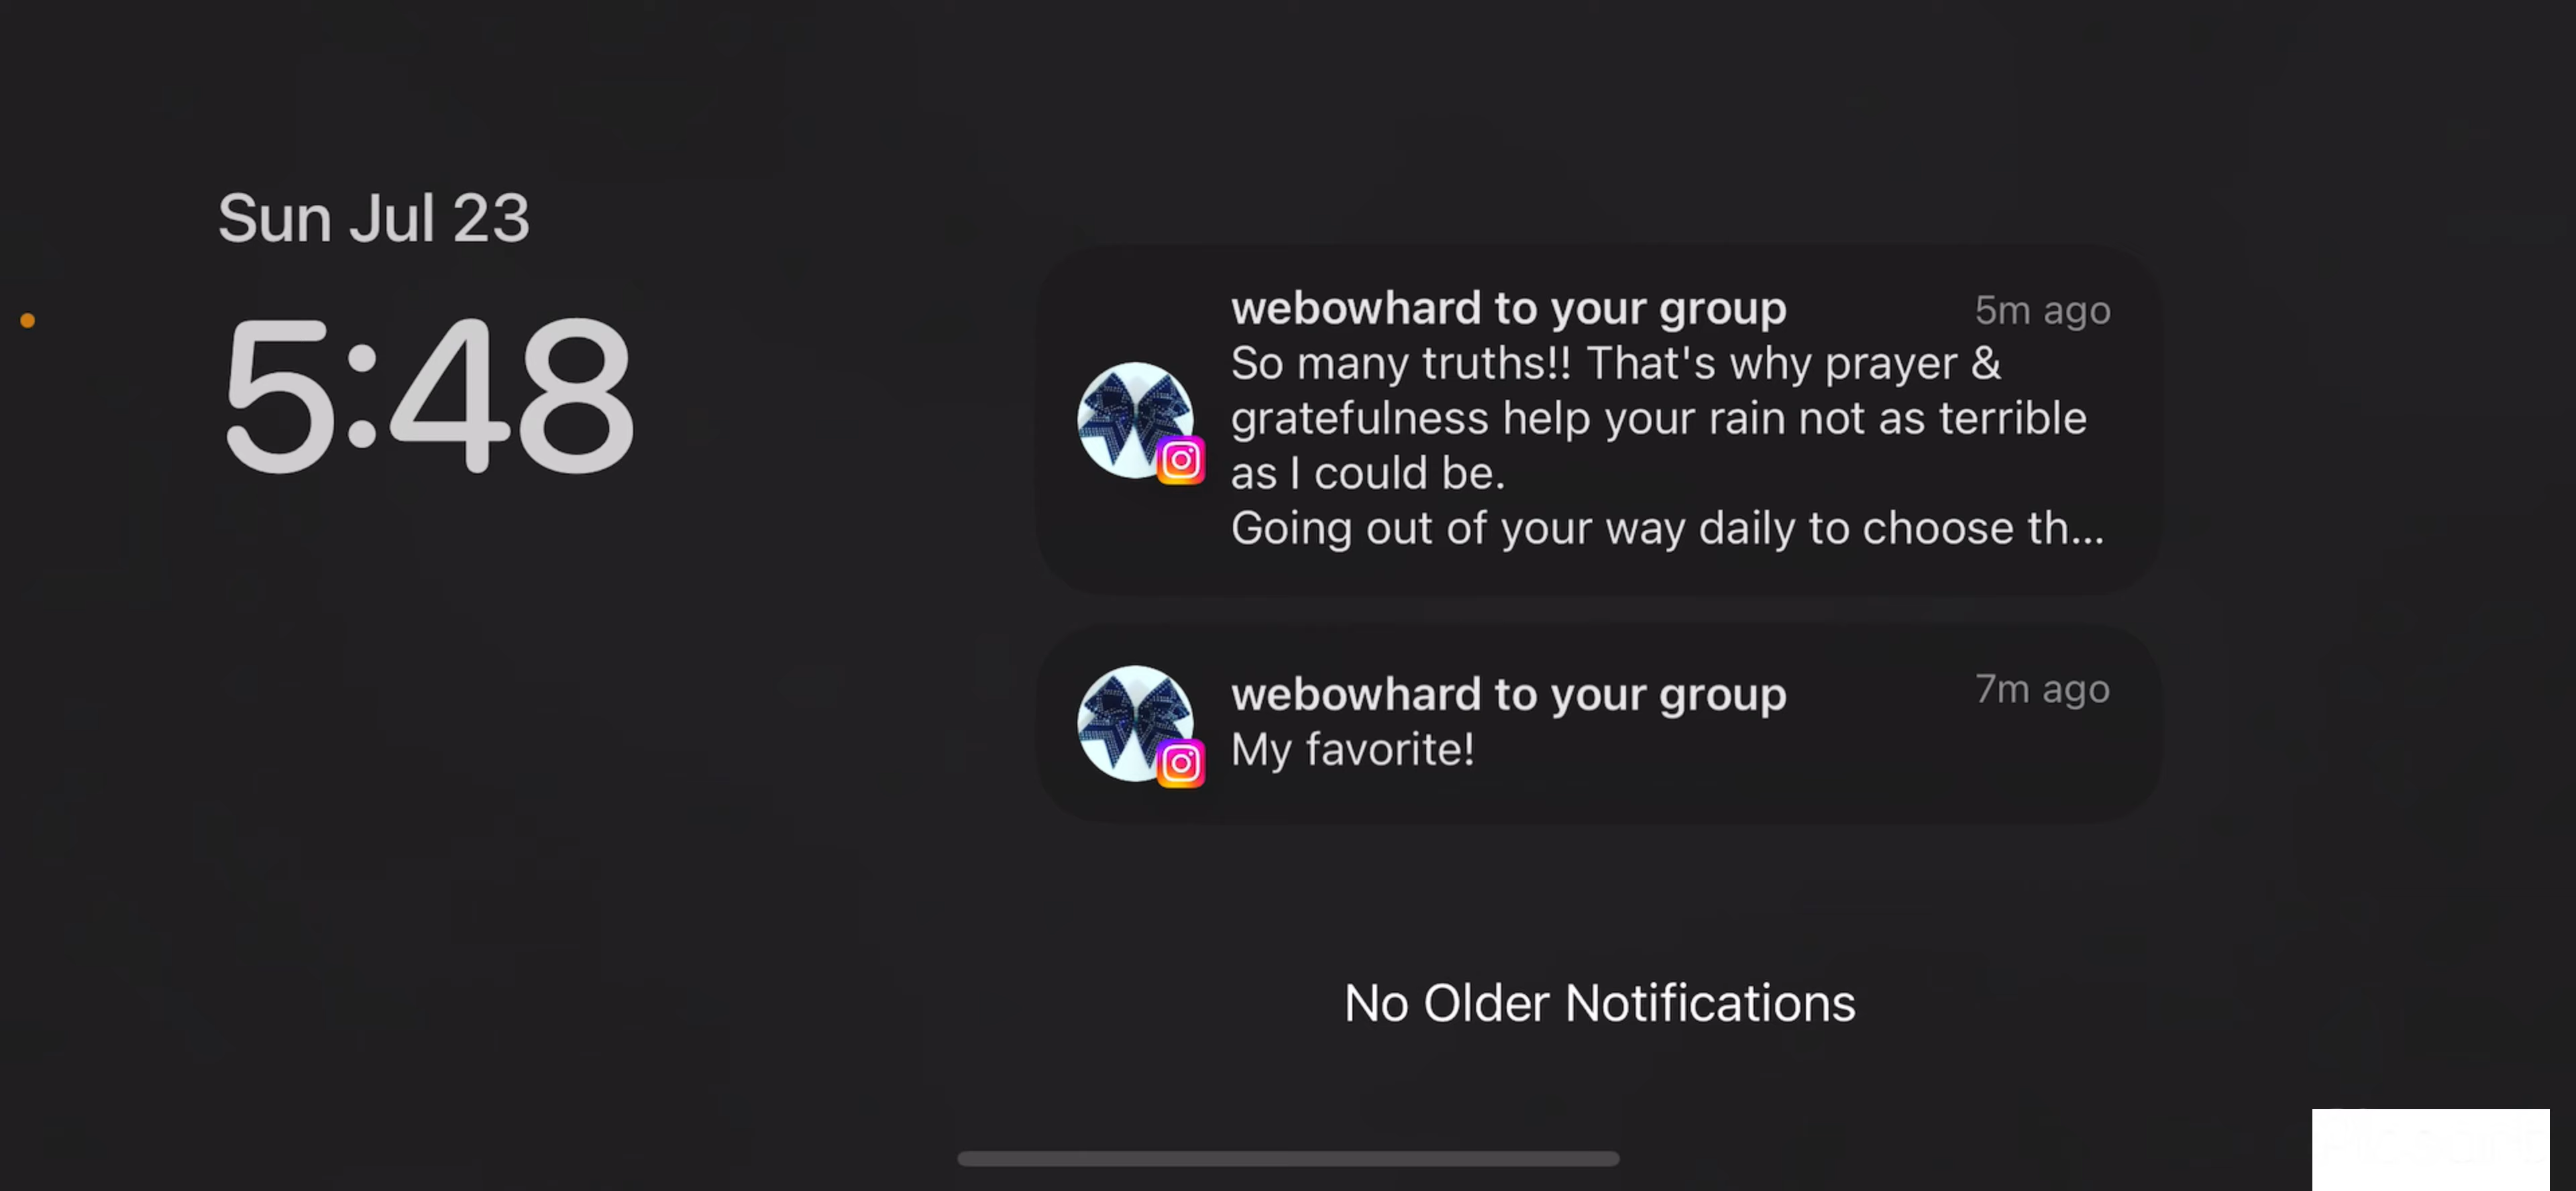 Sun Jul 23
5:48
webowhard to your group
5m ago
So many truths!! That's why prayer &
gratefulness help your rain not as terrible
as I could be.
Going out of your way daily to choose th...
webowhard to your group
7m ago
My favorite!
No Older Notifications